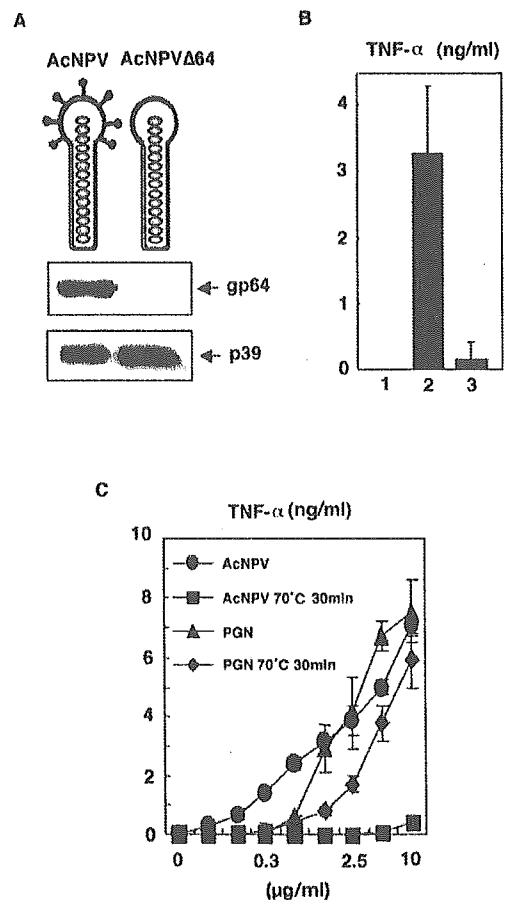 A
AcNPV AcNPVΔ64
gp64
p39
B
TNF-α (ng/ml)
4
3
2
1
0
1 2 3
C
TNF-α (ng/ml)
10
8
6
4
2
0
AcNPV
AcNPV 70°C 30min
PGN
PGN 70°C 30min
0 0.3 2.5 10
(µg/ml)